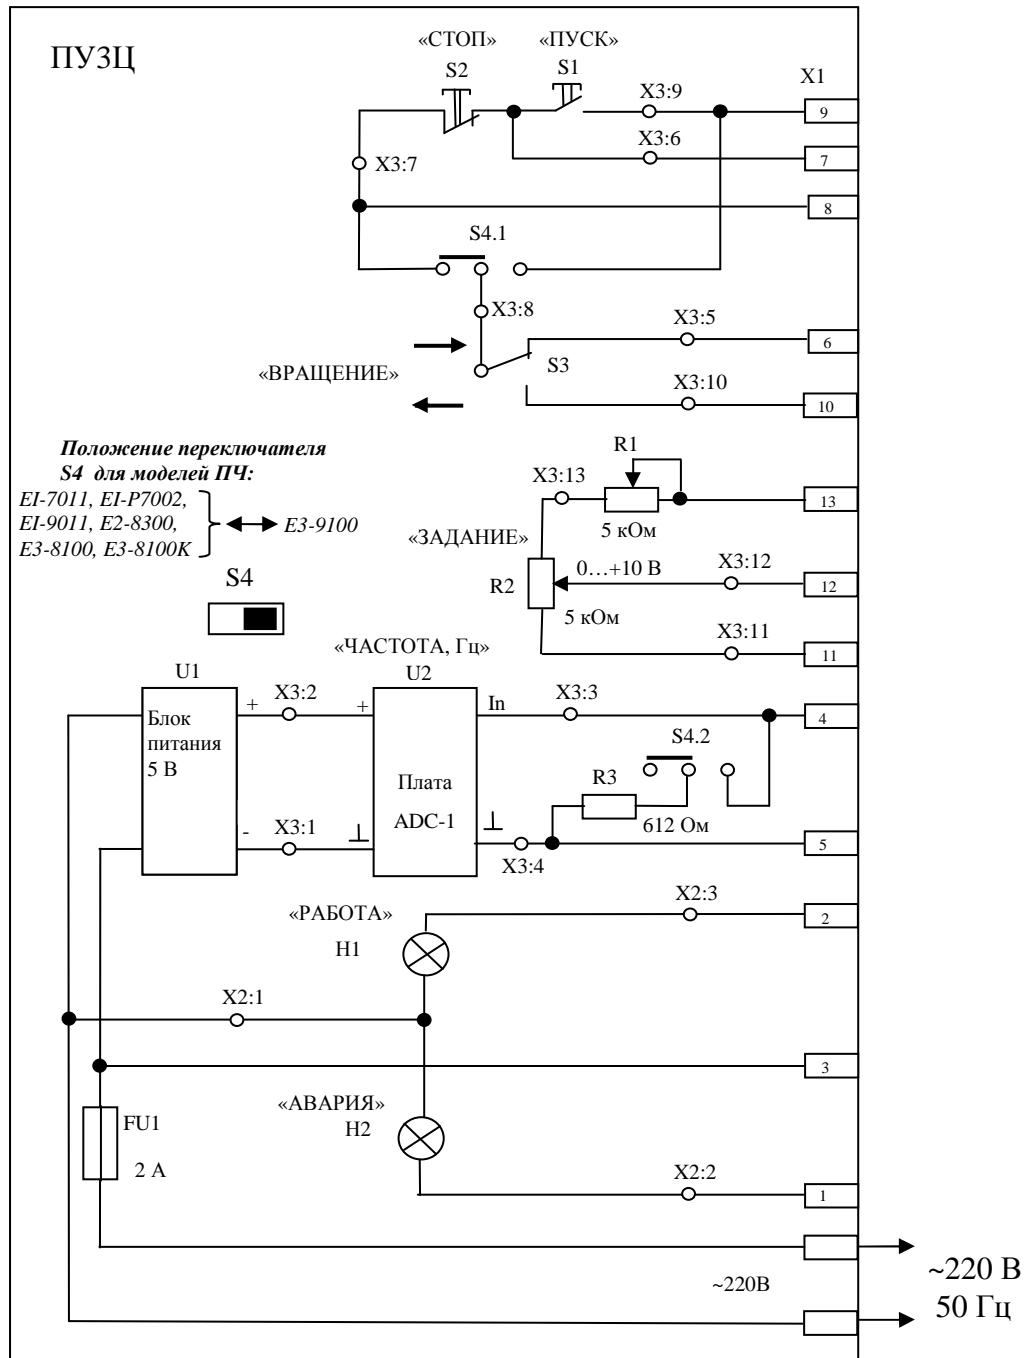 ПУЗЦ
«СТОП» «ПУСК»
S2 S1
X1
X3:9
9
X3:6
7
X3:7
8
S4.1
X3:8
X3:5
6
S3
«ВРАЩЕНИЕ»
X3:10
10
Положение переключателя
S4 для моделей ПЧ:
EI-7011, EI-P7002,
EI-9011, E2-8300,
E3-8100, E3-8100K
E3-9100
S4
R1
X3:13
13
5 кОм
«ЗАДАНИЕ»
0…+10 В
X3:12
R2
12
5 кОм
X3:11
11
«ЧАСТОТА, Гц»
U1
U2
X3:2
+ +
In
X3:3
4
Блок
питания
5 В
S4.2
R3
Плата
ADC-1
612 Ом
-
X3:1
X3:4
5
«РАБОТА»
H1
X2:3
2
X2:1
3
«АВАРИЯ»
H2
FU1
2 А
X2:2
1
~220В
~220 В
50 Гц